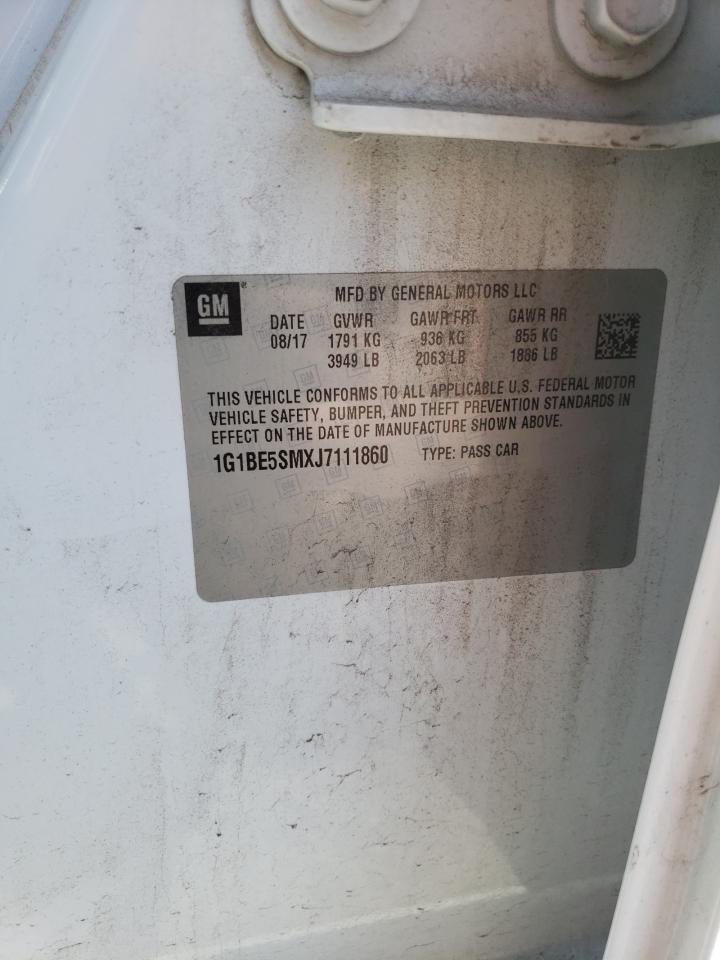 GM
MFD BY GENERAL MOTORS LLC
DATE GVWR GAWR FRT GAWR RR
08/17 1791 KG 936 KG 855 KG
3949 LB 2063 LB 1886 LB
THIS VEHICLE CONFORMS TO ALL APPLICABLE U.S. FEDERAL MOTOR
VEHICLE SAFETY, BUMPER, AND THEFT PREVENTION STANDARDS IN
EFFECT ON THE DATE OF MANUFACTURE SHOWN ABOVE.
1G1BE5SMXJ7111860 TYPE: PASS CAR